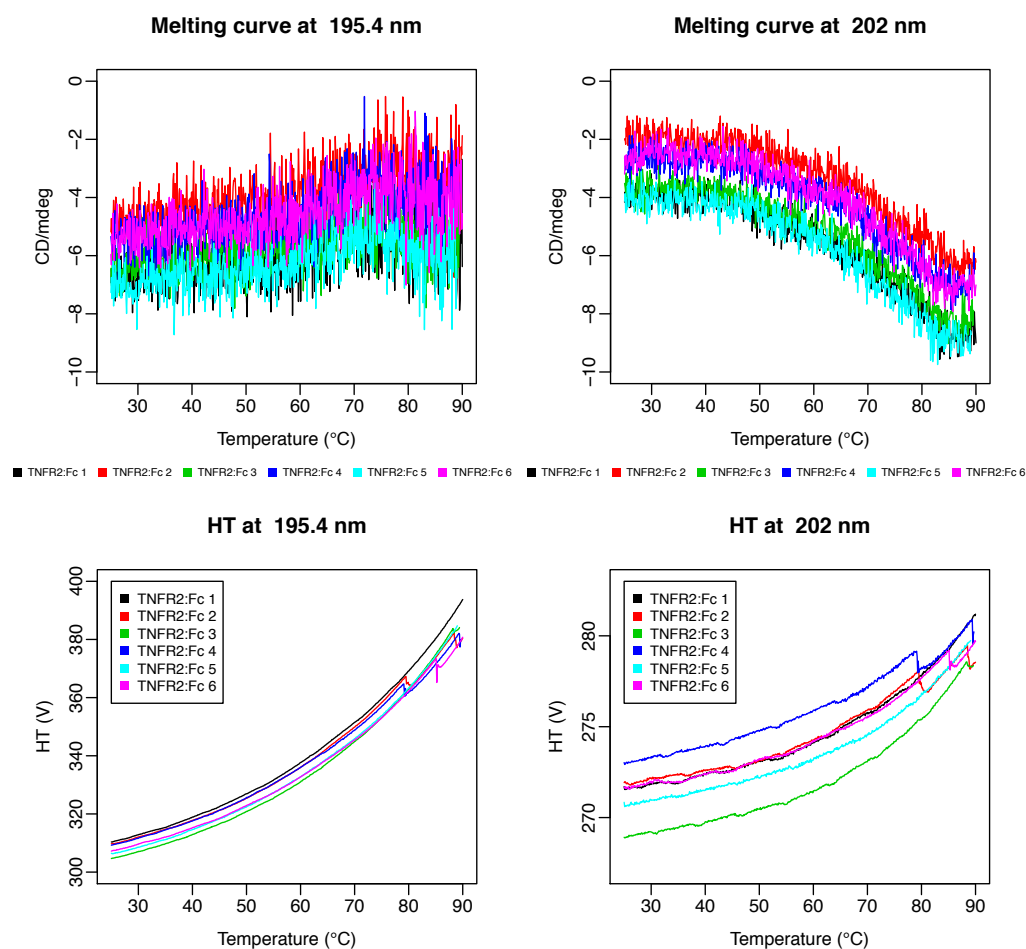 Melting curve at 195.4 nm
CD/mdeg
0
−2
−4
−6
−8
−10
30 40 50 60 70 80 90
Temperature (°C)
TNFR2:Fc 1 TNFR2:Fc 2 TNFR2:Fc 3 TNFR2:Fc 4 TNFR2:Fc 5 TNFR2:Fc 6
Melting curve at 202 nm
CD/mdeg
0
−2
−4
−6
−8
−10
30 40 50 60 70 80 90
Temperature (°C)
TNFR2:Fc 1 TNFR2:Fc 2 TNFR2:Fc 3 TNFR2:Fc 4 TNFR2:Fc 5 TNFR2:Fc 6
HT at 195.4 nm
HT (V)
400
380
360
340
320
300
TNFR2:Fc 1
TNFR2:Fc 2
TNFR2:Fc 3
TNFR2:Fc 4
TNFR2:Fc 5
TNFR2:Fc 6
30 40 50 60 70 80 90
Temperature (°C)
HT at 202 nm
HT (V)
280
275
270
TNFR2:Fc 1
TNFR2:Fc 2
TNFR2:Fc 3
TNFR2:Fc 4
TNFR2:Fc 5
TNFR2:Fc 6
30 40 50 60 70 80 90
Temperature (°C)